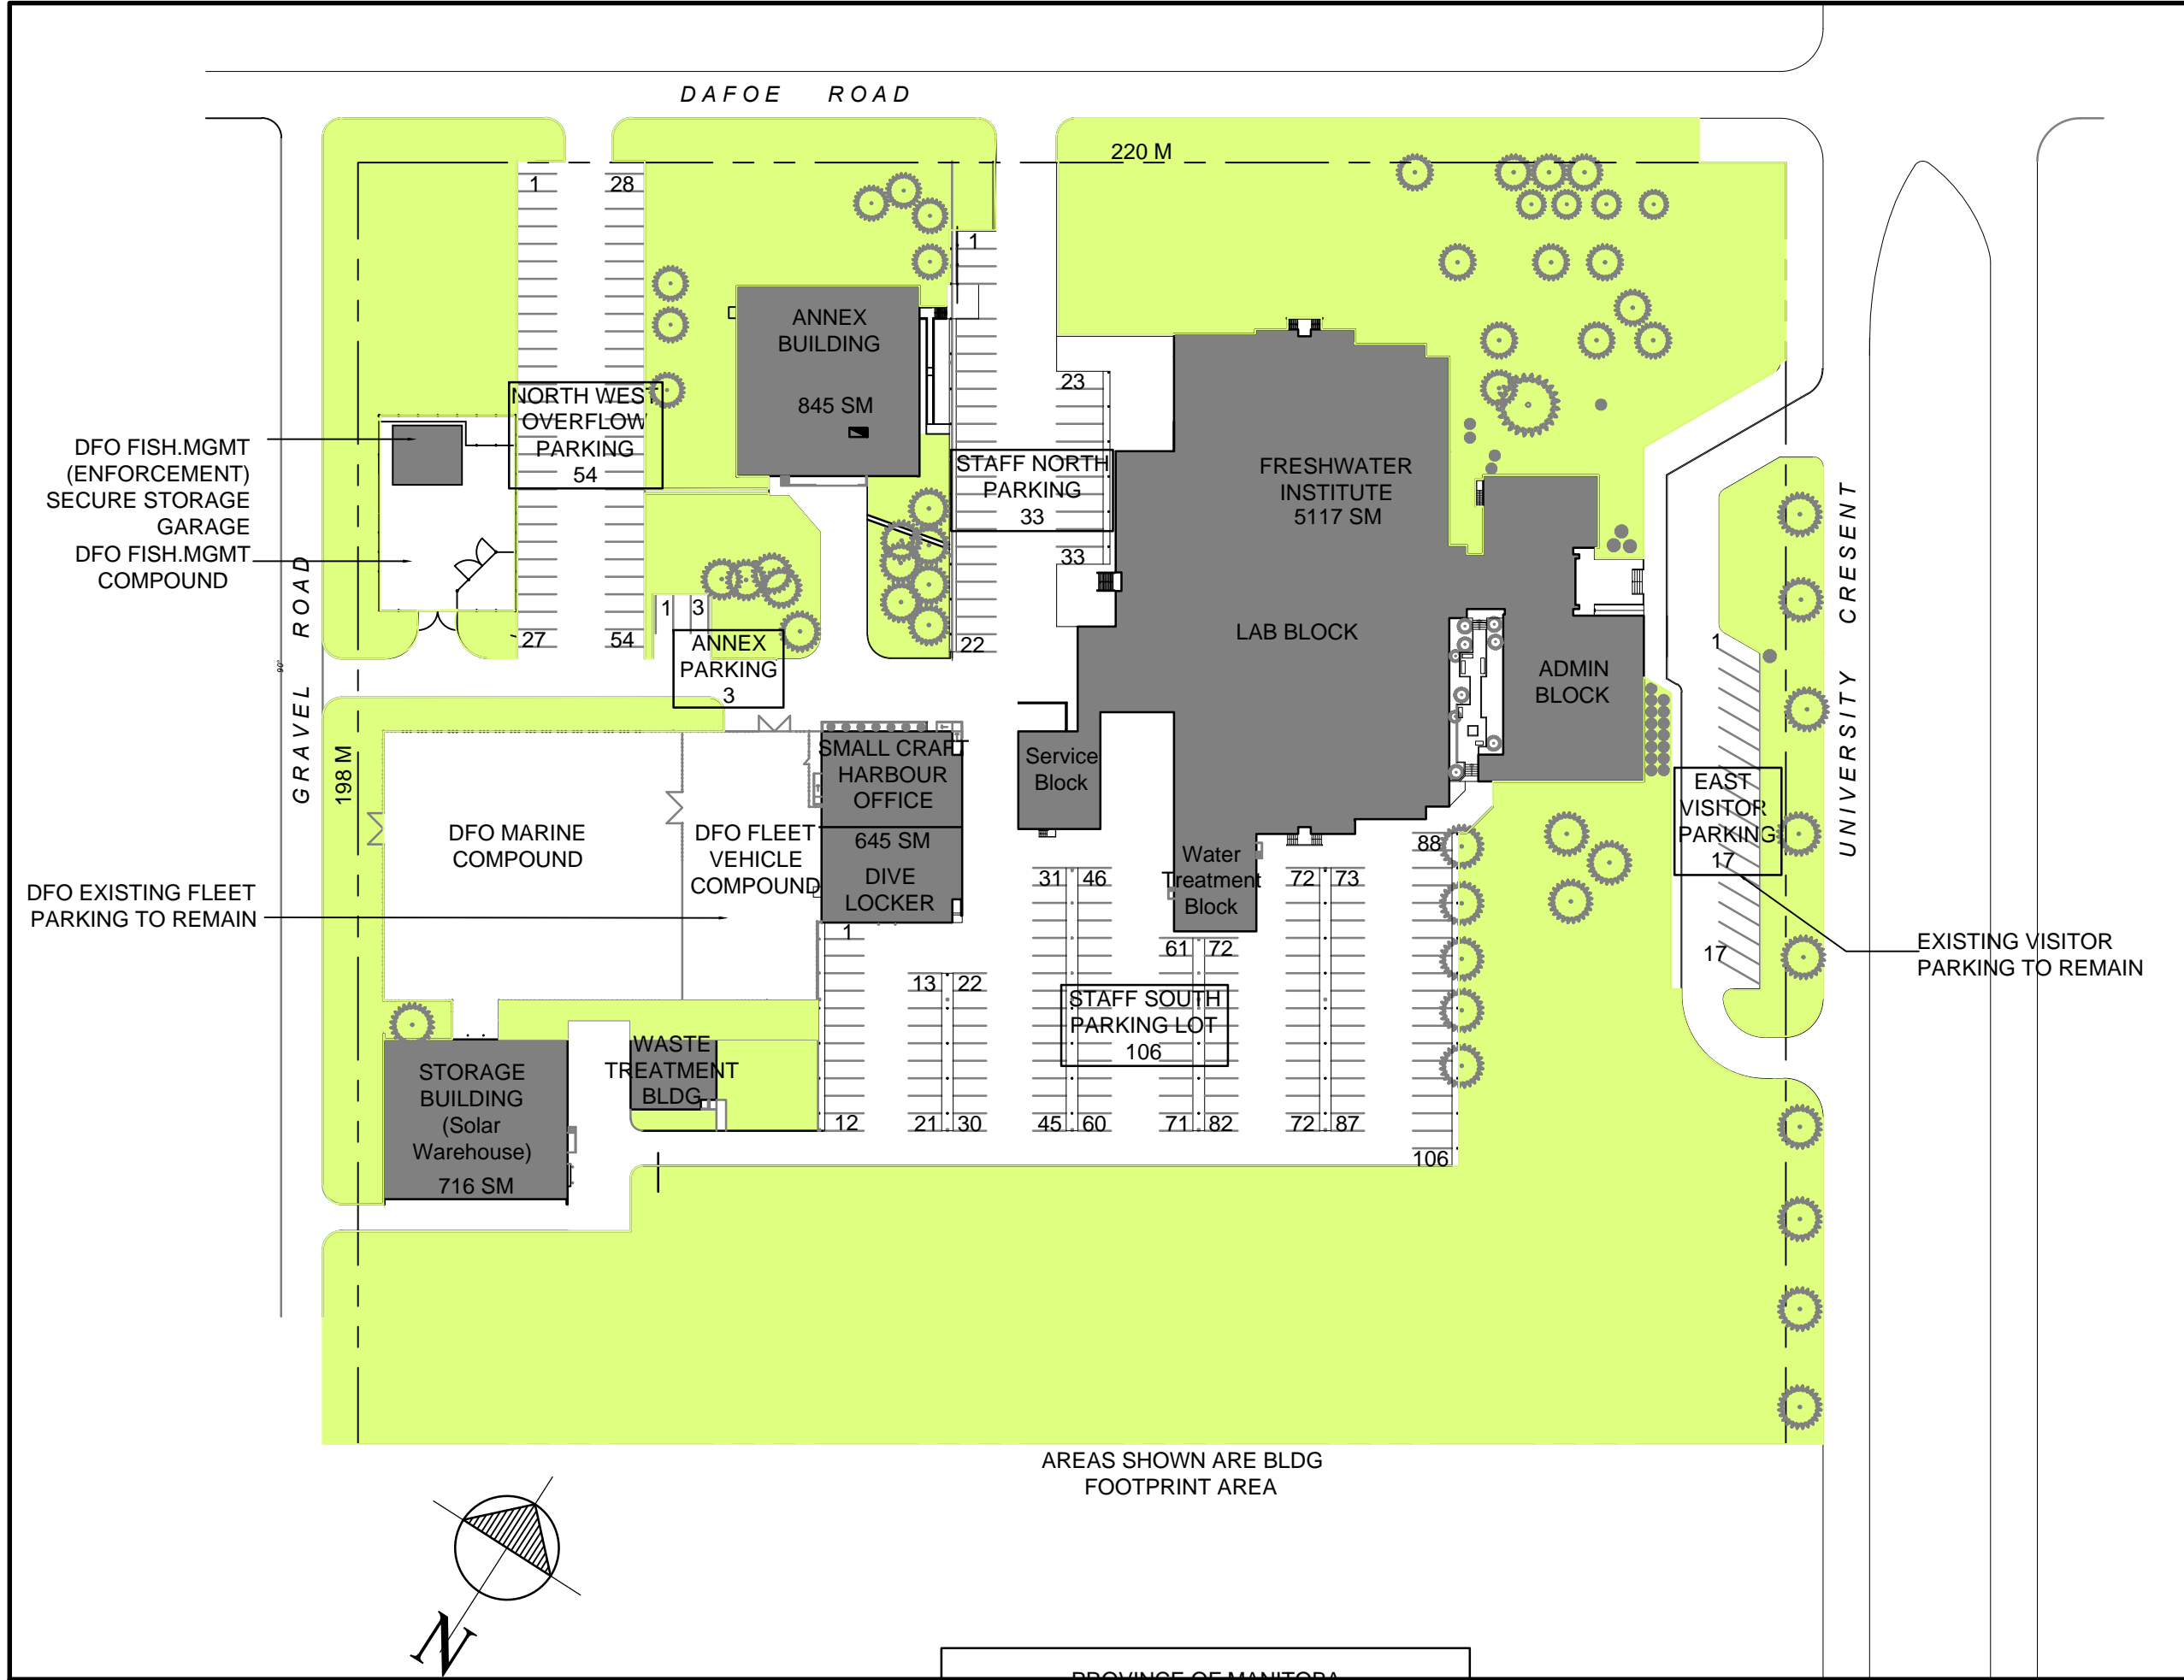 DAFOE ROAD
220 M
1
28
1
ANNEX
BUILDING
845 SM
23
NORTH WEST
OVERFLOW
PARKING
54
DFO FISH.MGMT
(ENFORCEMENT)
SECURE STORAGE
GARAGE
DFO FISH.MGMT
COMPOUND
STAFF NORTH
PARKING
33
FRESHWATER
INSTITUTE
5117 SM
33
22
27
54
1
3
ANNEX
PARKING
3
LAB BLOCK
ADMIN
BLOCK
GRAVEL ROAD
198 M
UNIVERSITY CRESENT
1
EAST
VISITOR
PARKING
17
17
SMALL CRAFT
HARBOUR
OFFICE
645 SM
DIVE
LOCKER
Service
Block
DFO MARINE
COMPOUND
DFO FLEET
VEHICLE
COMPOUND
Water
Treatment
Block
DFO EXISTING FLEET
PARKING TO REMAIN
EXISTING VISITOR
PARKING TO REMAIN
88
31
46
72
73
1
61
72
13
22
STAFF SOUTH
PARKING LOT
106
WASTE
TREATMENT
BLDG
STORAGE
BUILDING
(Solar
Warehouse)
716 SM
12
21
30
45
60
71
82
72
87
106
AREAS SHOWN ARE BLDG
FOOTPRINT AREA
N
PROVINCE OF MANITOBA